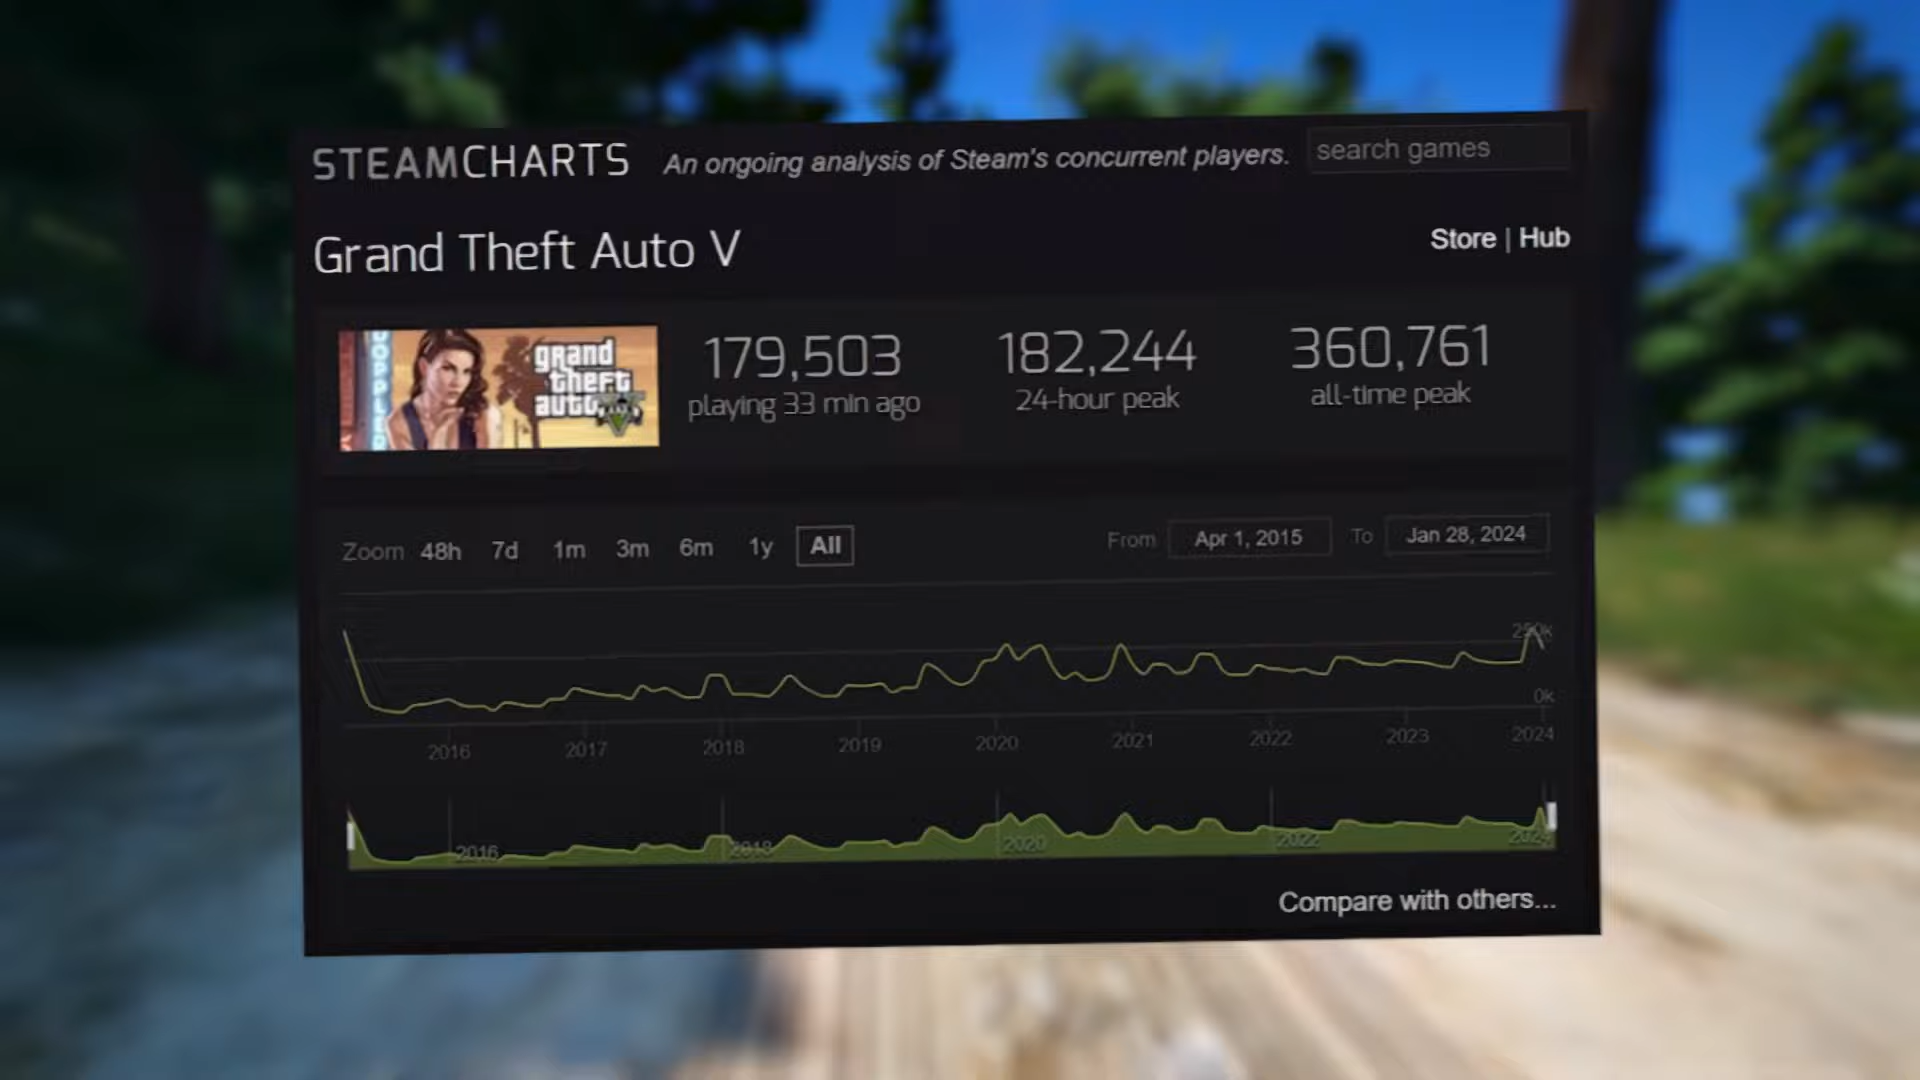 STEAMCHARTS An ongoing analysis of Steam's concurrent players. search games
Grand Theft Auto V
Store | Hub
grand
theft
auto
179,503
playing 33 min ago
182,244
24-hour peak
360,761
all-time peak
Zoom 48h 7d 1m 3m 6m 1y All
From Apr 1, 2015 To Jan 28, 2024
250k
0k
2016 2017 2018 2019 2020 2021 2022 2023 2024
2016 2018 2020 2022 2024
Compare with others...